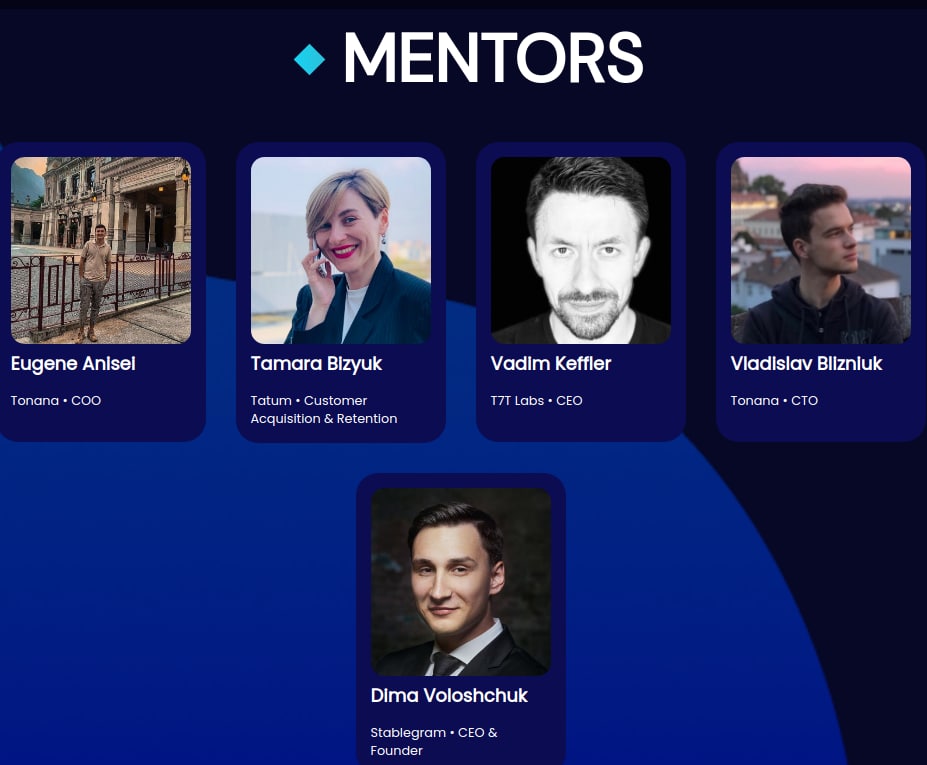 MENTORS
Eugene Anisei
Tonana • COO
Tamara Bizyuk
Tatum • Customer
Acquisition & Retention
Vadim Keffler
T7T Labs • CEO
Vladislav Blizniuk
Tonana • CTO
Dima Voloshchuk
Stablegram • CEO &
Founder